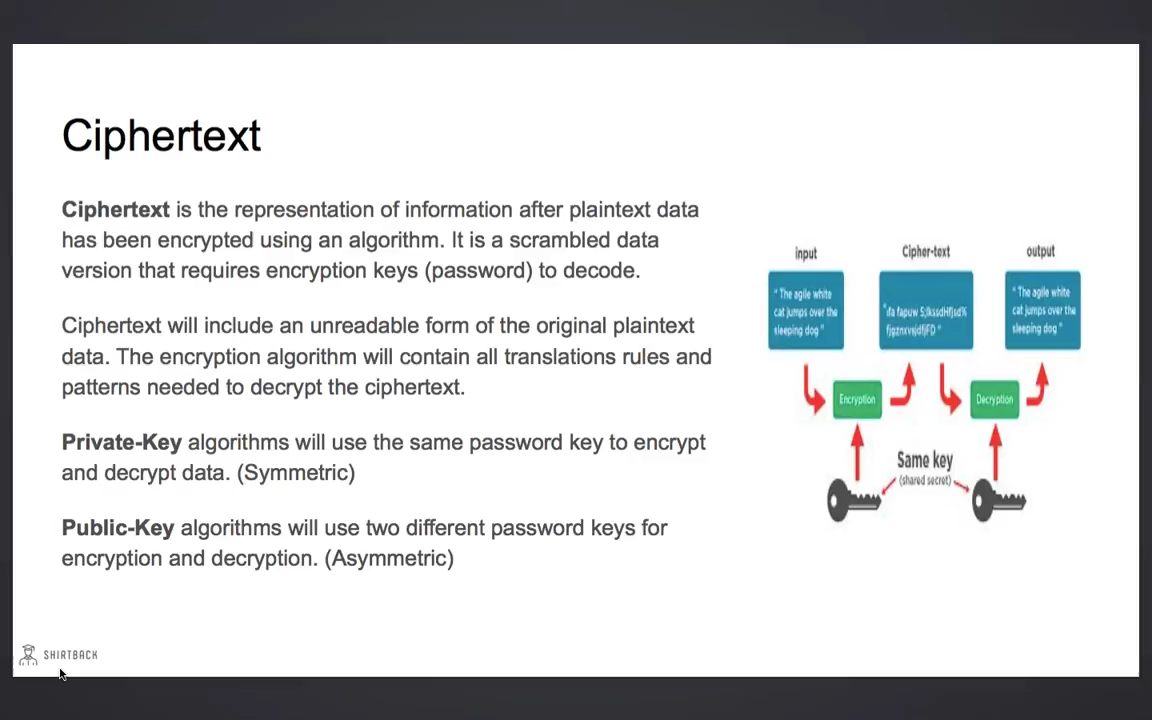 Ciphertext
Ciphertext is the representation of information after plaintext data
has been encrypted using an algorithm. It is a scrambled data
version that requires encryption keys (password) to decode.
Ciphertext will include an unreadable form of the original plaintext
data. The encryption algorithm will contain all translations rules and
patterns needed to decrypt the ciphertext.
Private-Key algorithms will use the same password key to encrypt
and decrypt data. (Symmetric)
Public-Key algorithms will use two different password keys for
encryption and decryption. (Asymmetric)
input
" The agile white
cat jumps over the
sleeping dog "
Cipher-text
output
" The agile white
cat jumps over the
sleeping dog "
Encryption
Decryption
Same key
(shared secret)
SHIRTBACK